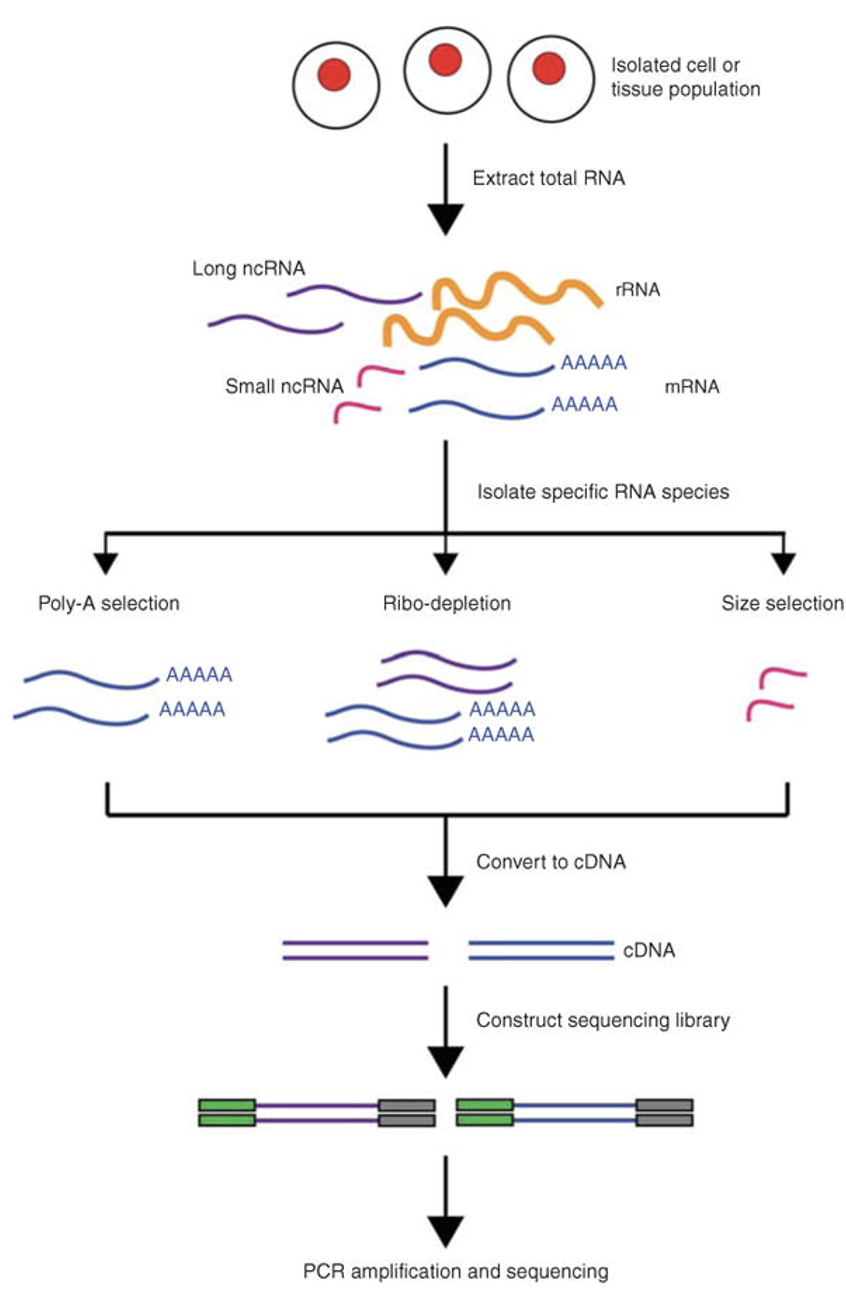 Isolated cell or
tissue population
Extract total RNA
Long ncRNA
rRNA
AAAAA
Small ncRNA
mRNA
AAAAA
Isolate specific RNA species
Poly-A selection
Ribo-depletion
Size selection
AAAAA
AAAAA
AAAAA
AAAAA
Convert to cDNA
cDNA
Construct sequencing library
PCR amplification and sequencing